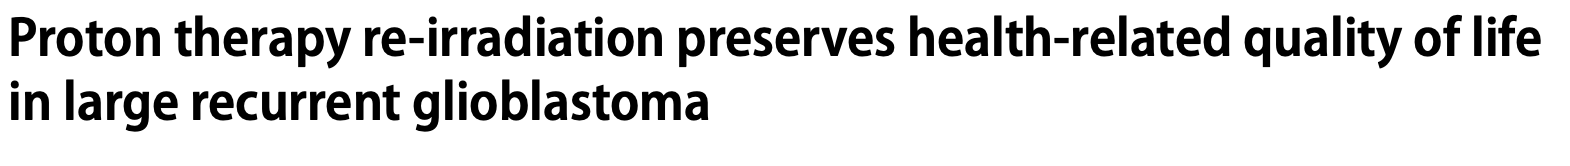 Proton therapy re-irradiation preserves health-related quality of life
in large recurrent glioblastoma